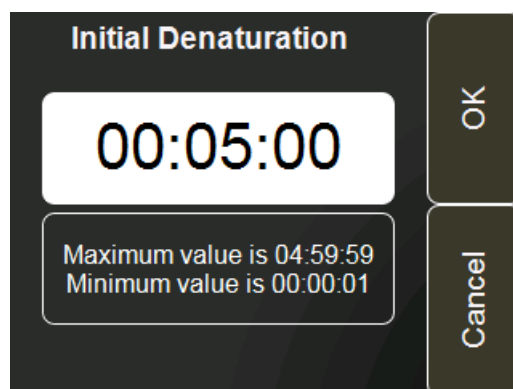 Initial Denaturation
00:05:00
Maximum value is 04:59:59
Minimum value is 00:00:01
OK
Cancel